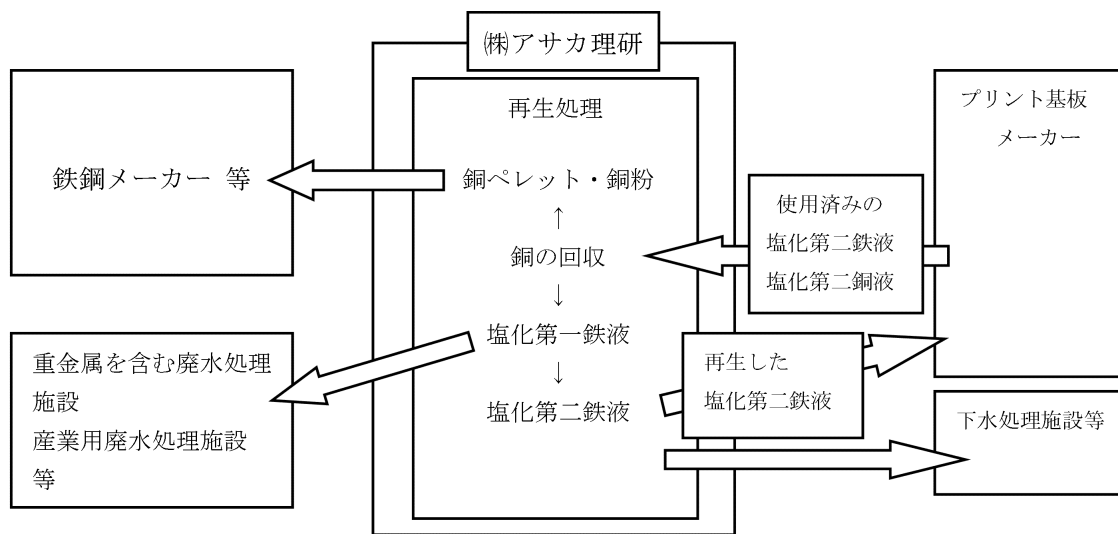 ㈱アサカ理研
再生処理
銅ペレット・銅粉
↑
銅の回収
↓
塩化第一鉄液
↓
塩化第二鉄液
鉄鋼メーカー 等
重金属を含む廃水処理
施設
産業用廃水処理施設
等
プリント基板
メーカー
使用済みの
塩化第二鉄液
塩化第二銅液
再生した
塩化第二鉄液
下水処理施設等